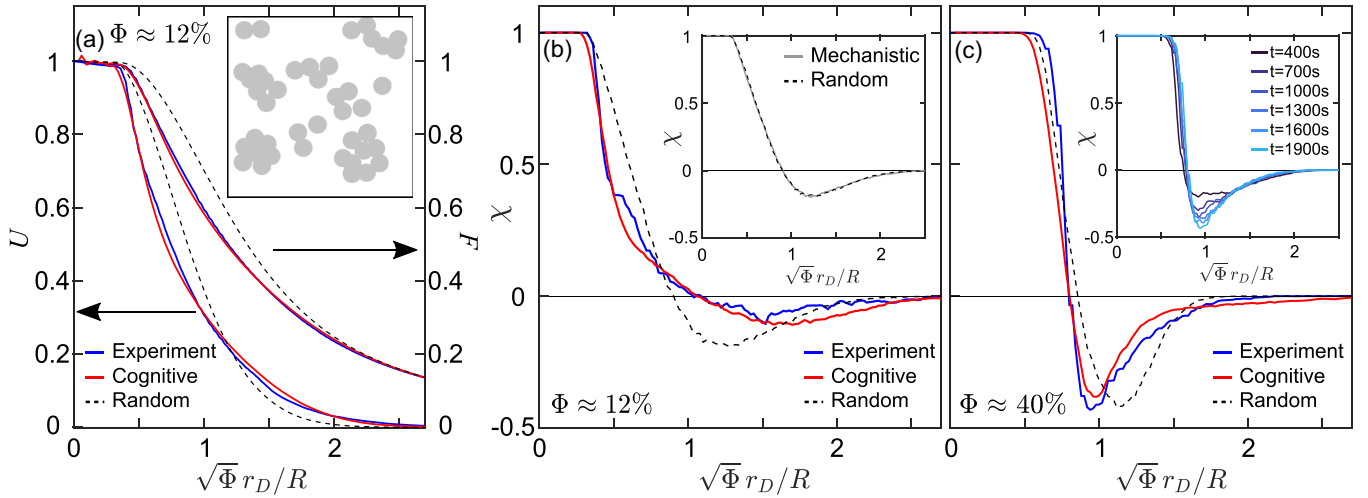 (a) Φ ≈ 12%
1
0.8
0.6
0.4
0.2
0
U
1
0.8
0.6
0.4
0.2
0
F
Experiment
Cognitive
Random
0 1 2
√Φ r_D/R
(b)
1
0.5
0
-0.5
χ
Mechanistic
Random
1
0.5
0
-0.5
χ
0 1 2
√Φ r_D/R
Experiment
Cognitive
Random
Φ ≈ 12%
0 1 2
√Φ r_D/R
(c)
t=400s
t=700s
t=1000s
t=1300s
t=1600s
t=1900s
1
0.5
0
-0.5
χ
0 1 2
√Φ r_D/R
Experiment
Cognitive
Random
Φ ≈ 40%
0 1 2
√Φ r_D/R